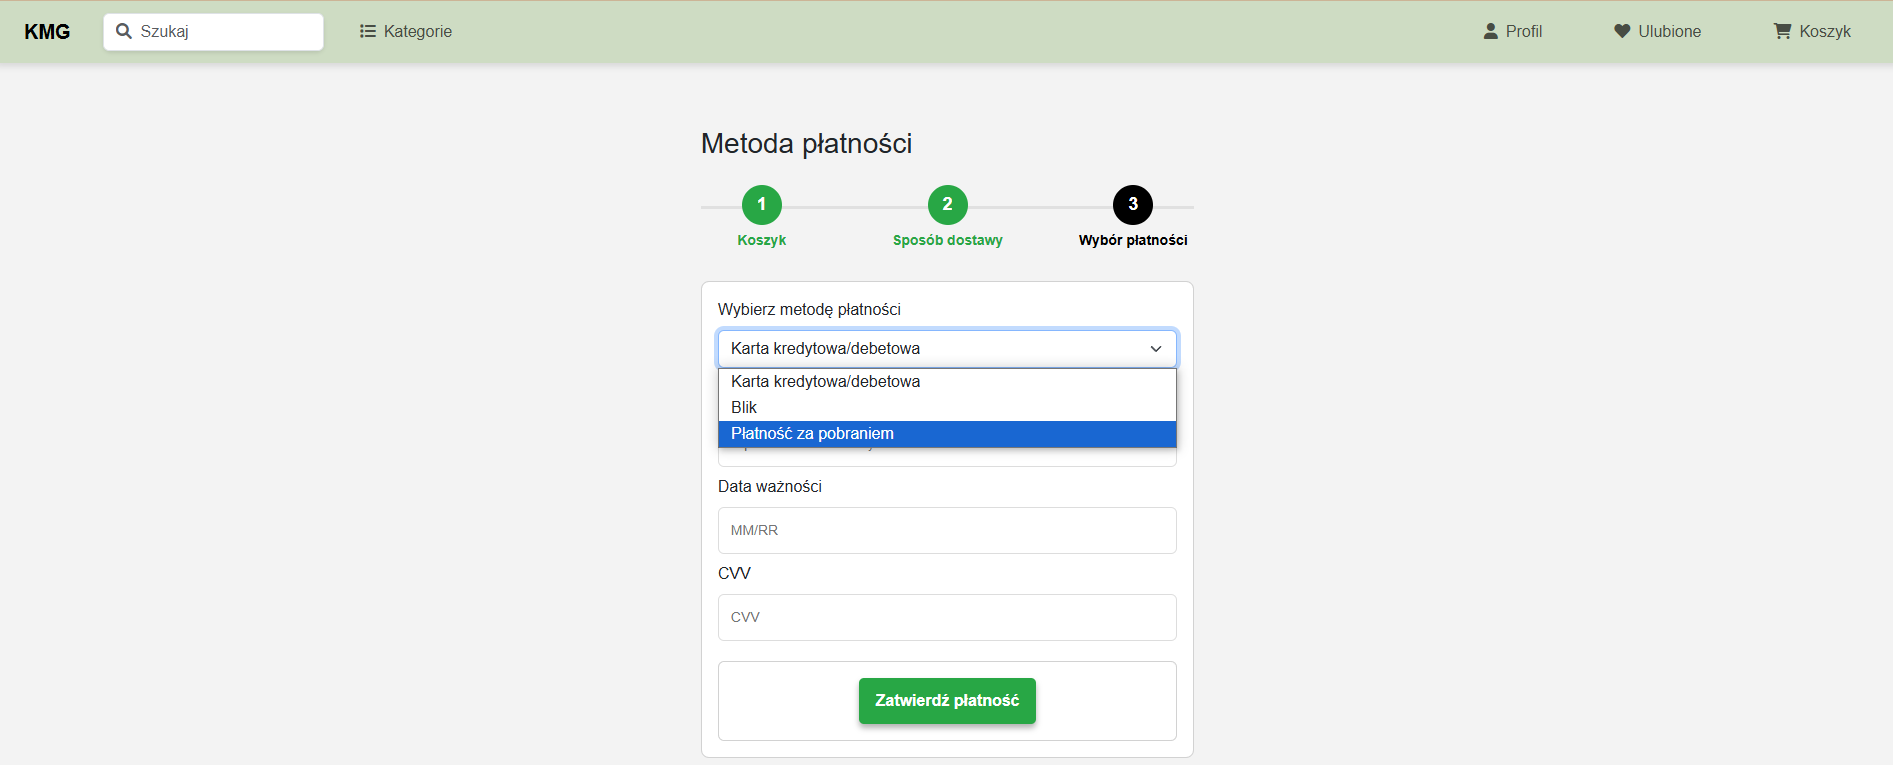 KMG Szukaj Kategorie Profil Ulubione Koszyk
Metoda płatności
1 2 3
Koszyk Sposób dostawy Wybór płatności
Wybierz metodę płatności
Karta kredytowa/debetowa
Karta kredytowa/debetowa
Blik
Płatność za pobraniem
Data ważności
MM/RR
CVV
CVV
Zatwierdź płatność